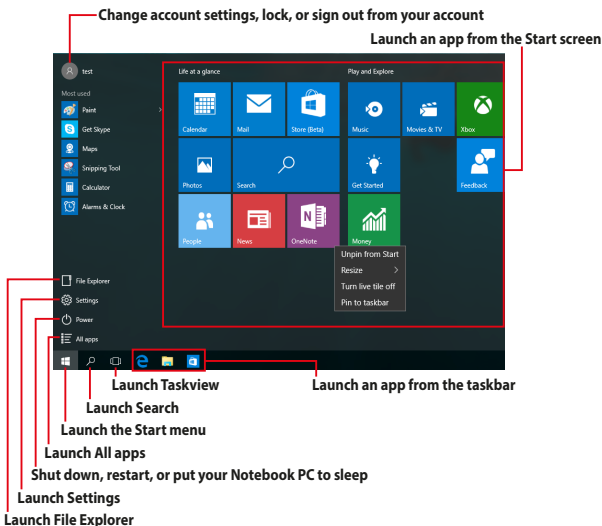 Change account settings, lock, or sign out from your account
Launch an app from the Start screen
test
Most used
Paint
Get Skype
Maps
Snipping Tool
Calculator
Alarms & Clock
File Explorer
Settings
Power
All apps
Life at a glance
Play and Explore
Calendar
Mail
Store (Beta)
Music
Movies & TV
Xbox
Photos
Search
Get Started
Feedback
People
News
OneNote
Money
Unpin from Start
Resize
Turn live tile off
Pin to taskbar
Launch Taskview
Launch an app from the taskbar
Launch Search
Launch the Start menu
Launch All apps
Shut down, restart, or put your Notebook PC to sleep
Launch Settings
Launch File Explorer